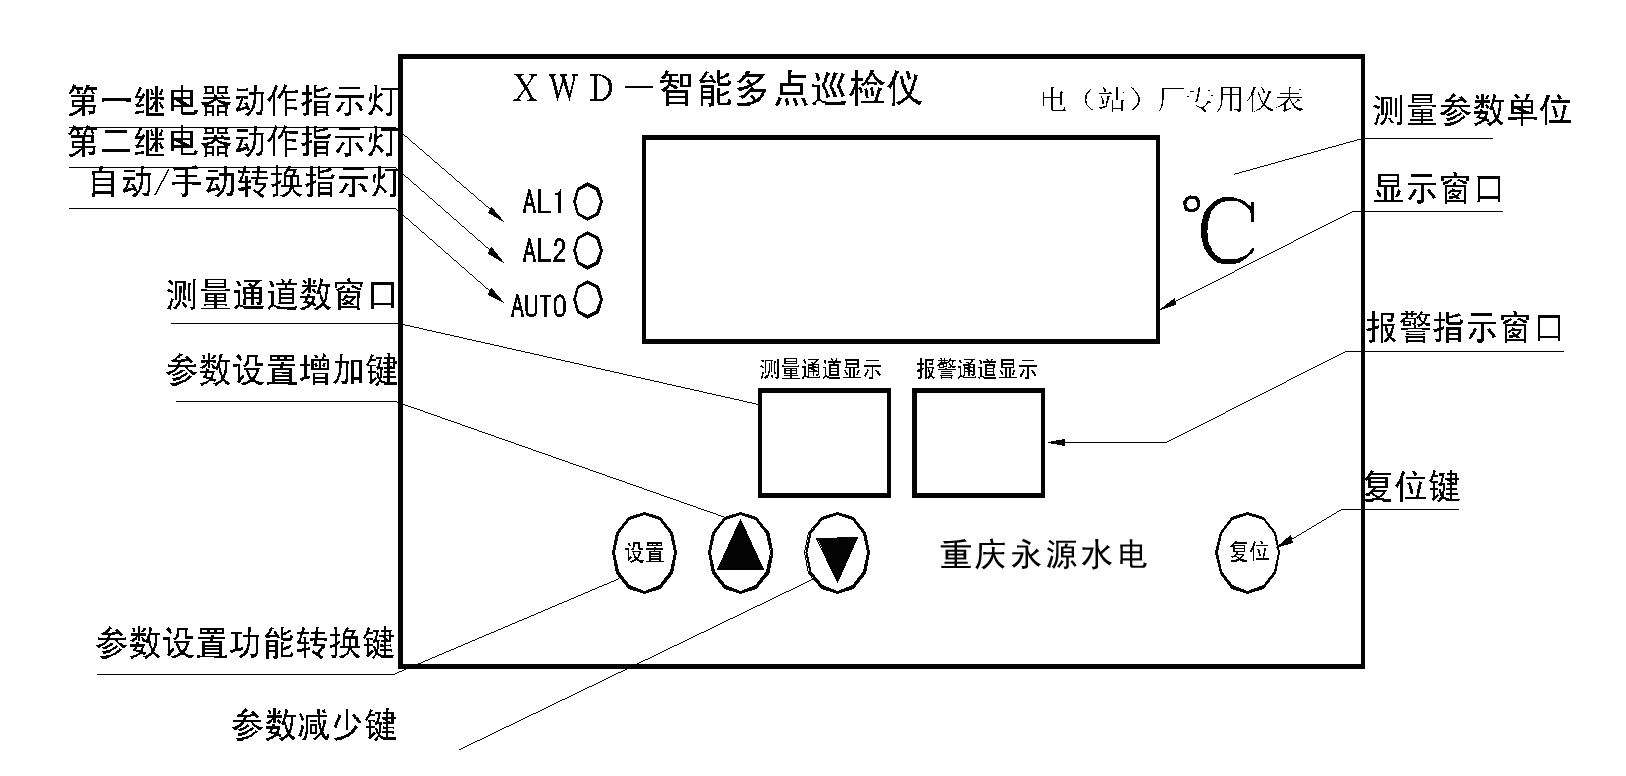 XWD－智能多点巡检仪
电（站）厂专用仪表
第一继电器动作指示灯
第二继电器动作指示灯
自动/手动转换指示灯
测量参数单位
显示窗口
AL1
℃
AL2
AUTO
测量通道数窗口
报警指示窗口
测量通道显示
报警通道显示
参数设置增加键
复位键
设置
重庆永源水电
复位
参数设置功能转换键
参数减少键